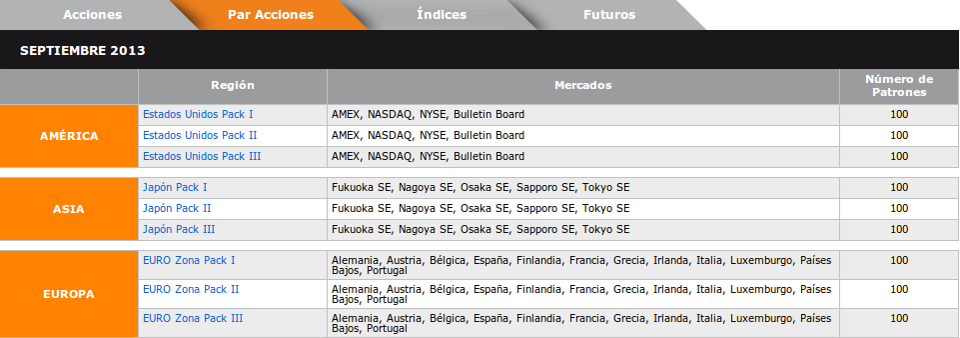 Acciones Par Acciones Índices Futuros
SEPTIEMBRE 2013
Región Mercados Número de
Patrones
AMÉRICA
Estados Unidos Pack I AMEX, NASDAQ, NYSE, Bulletin Board 100
Estados Unidos Pack II AMEX, NASDAQ, NYSE, Bulletin Board 100
Estados Unidos Pack III AMEX, NASDAQ, NYSE, Bulletin Board 100
ASIA
Japón Pack I Fukuoka SE, Nagoya SE, Osaka SE, Sapporo SE, Tokyo SE 100
Japón Pack II Fukuoka SE, Nagoya SE, Osaka SE, Sapporo SE, Tokyo SE 100
Japón Pack III Fukuoka SE, Nagoya SE, Osaka SE, Sapporo SE, Tokyo SE 100
EUROPA
EURO Zona Pack I Alemania, Austria, Bélgica, España, Finlandia, Francia, Grecia, Irlanda, Italia, Luxemburgo, Países 100
Bajos, Portugal
EURO Zona Pack II Alemania, Austria, Bélgica, España, Finlandia, Francia, Grecia, Irlanda, Italia, Luxemburgo, Países 100
Bajos, Portugal
EURO Zona Pack III Alemania, Austria, Bélgica, España, Finlandia, Francia, Grecia, Irlanda, Italia, Luxemburgo, Países 100
Bajos, Portugal